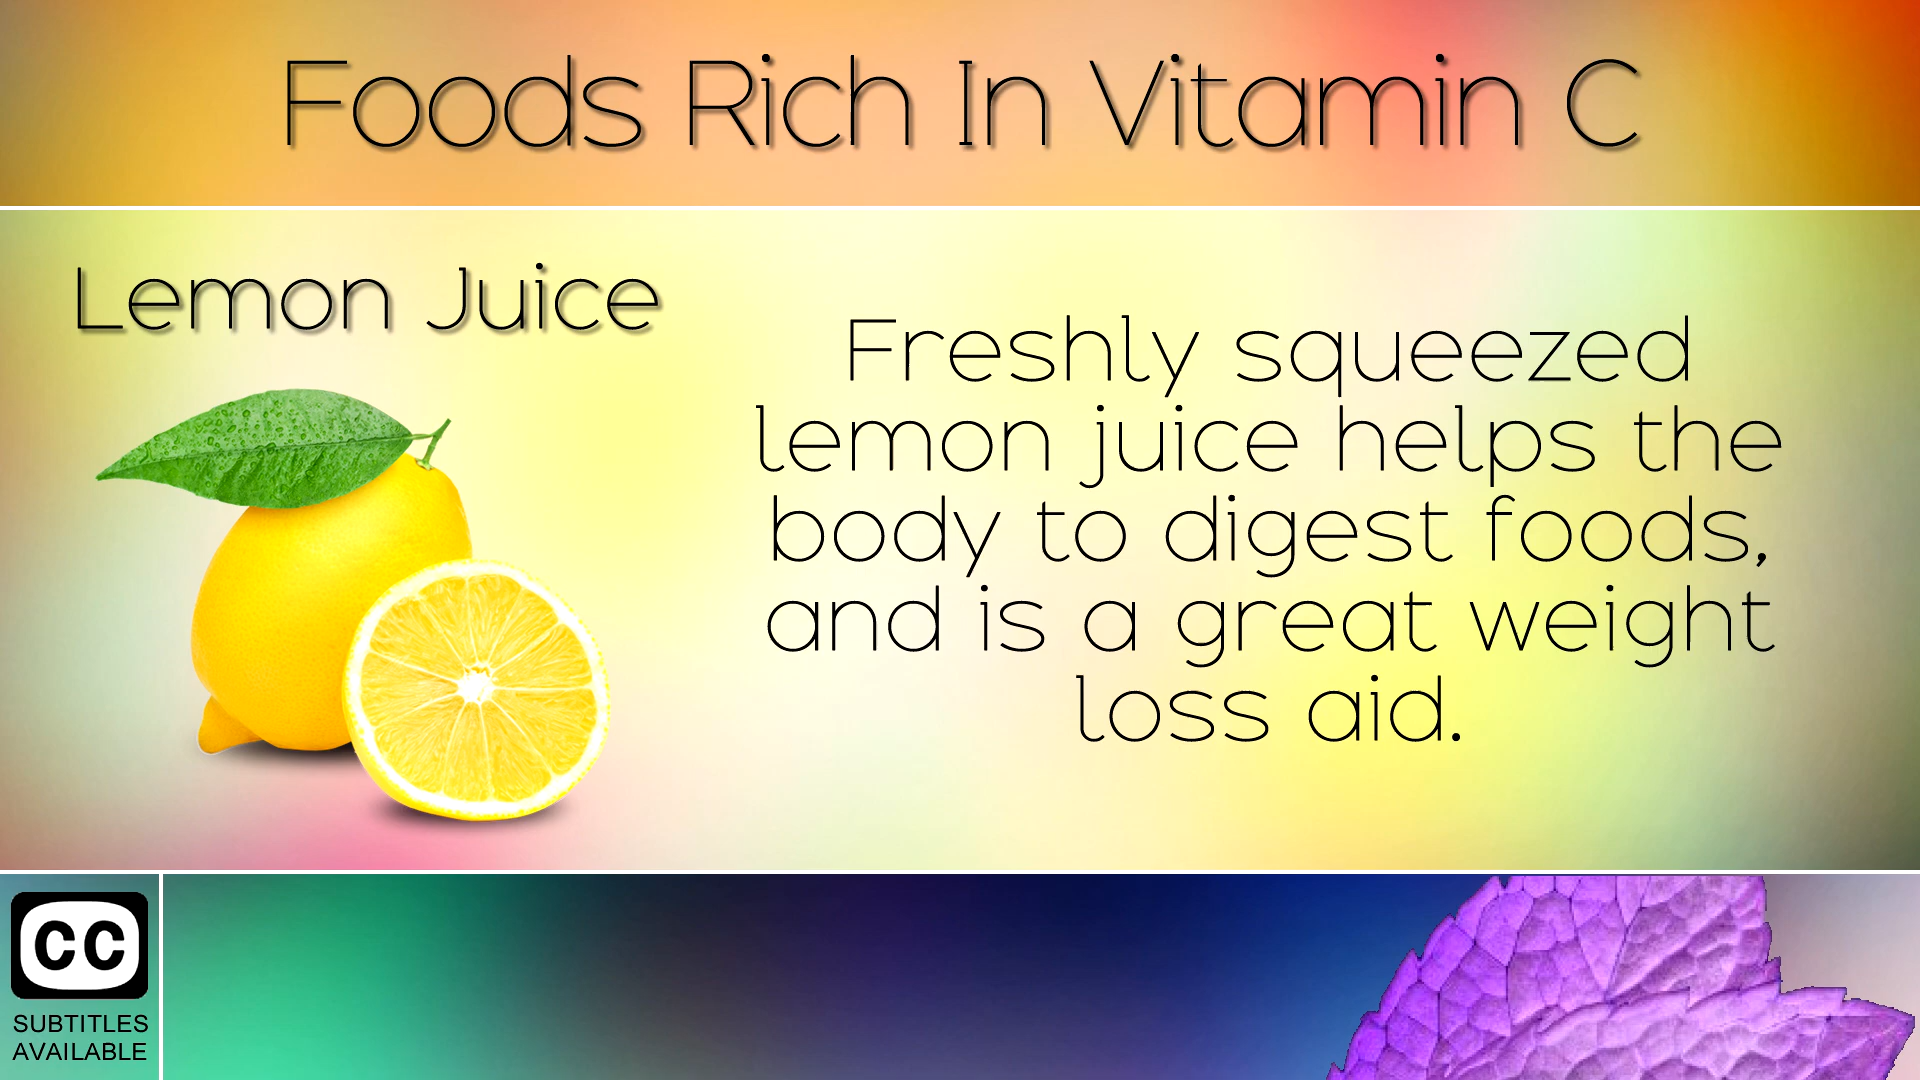 Foods Rich In Vitamin C
Lemon Juice
Freshly squeezed
lemon juice helps the
body to digest foods,
and is a great weight
loss aid.
CC
SUBTITLES
AVAILABLE